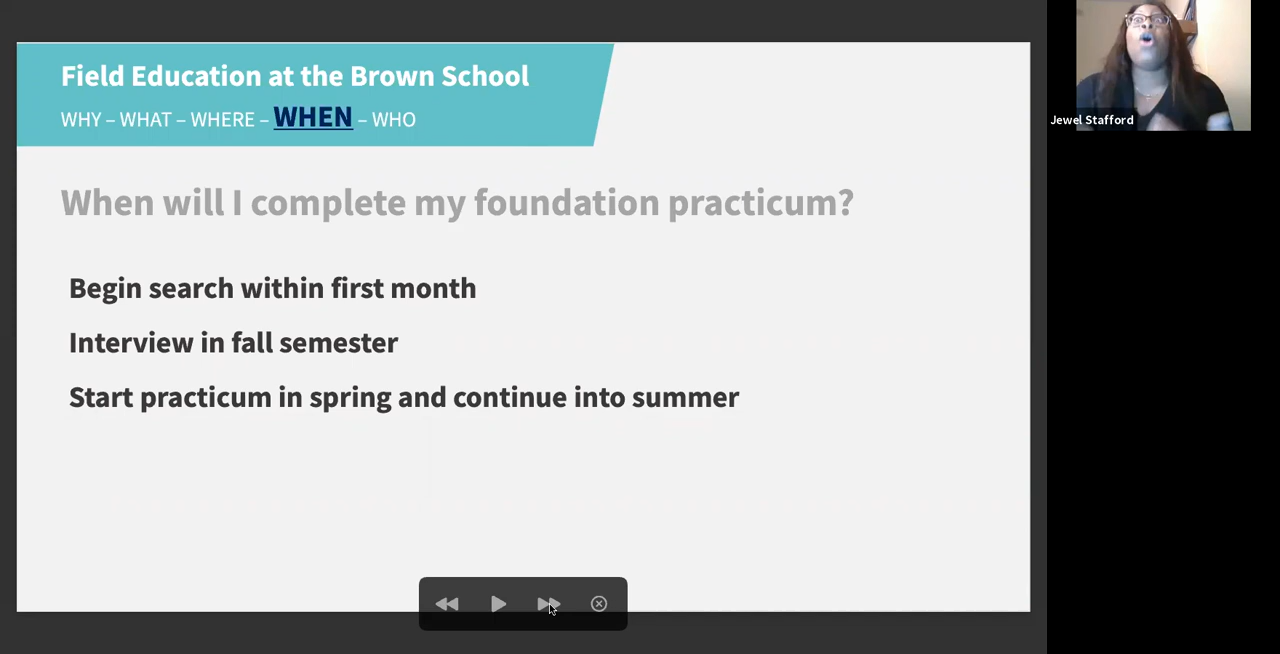 Field Education at the Brown School
WHY – WHAT – WHERE – WHEN – WHO
When will I complete my foundation practicum?
Begin search within first month
Interview in fall semester
Start practicum in spring and continue into summer
Jewel Stafford